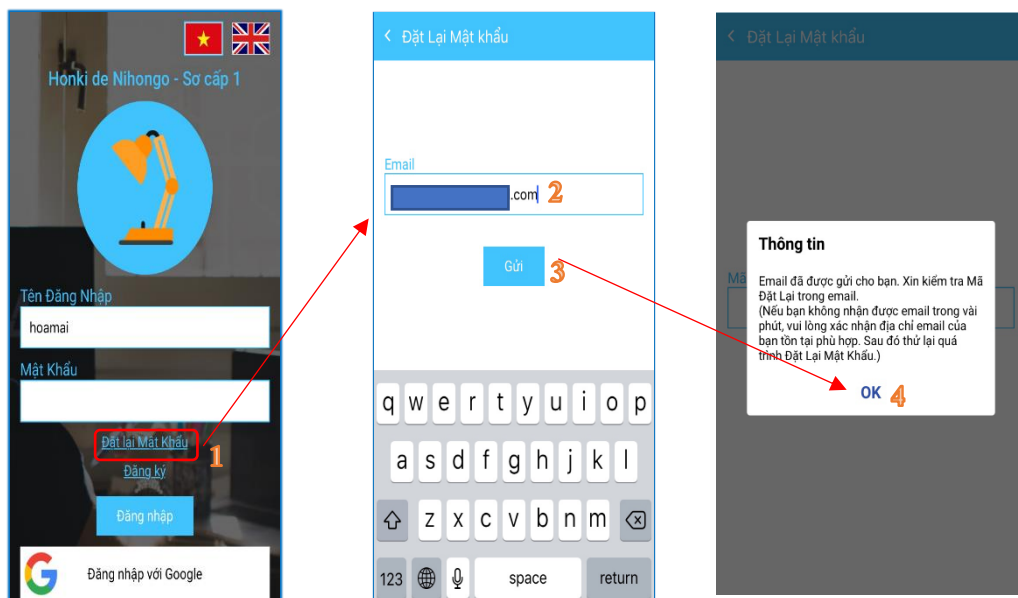 Honki de Nihongo - Sơ cấp 1
Tên Đăng Nhập
hoamai
Mật Khẩu
Đặt lại Mật Khẩu
1
Đăng ký
Đăng nhập
Đăng nhập với Google
Đặt Lại Mật khẩu
Email
.com
2
Gửi
3
q w e r t y u i o p
a s d f g h j k l
z x c v b n m
123 space return
Đặt Lại Mật khẩu
Mã
Thông tin
Email đã được gửi cho bạn. Xin kiểm tra Mã
Đặt Lại trong email.
(Nếu bạn không nhận được email trong vài
phút, vui lòng xác nhận địa chỉ email của
bạn tồn tại phù hợp. Sau đó thử lại quá
trình Đặt Lại Mật Khẩu.)
OK
4